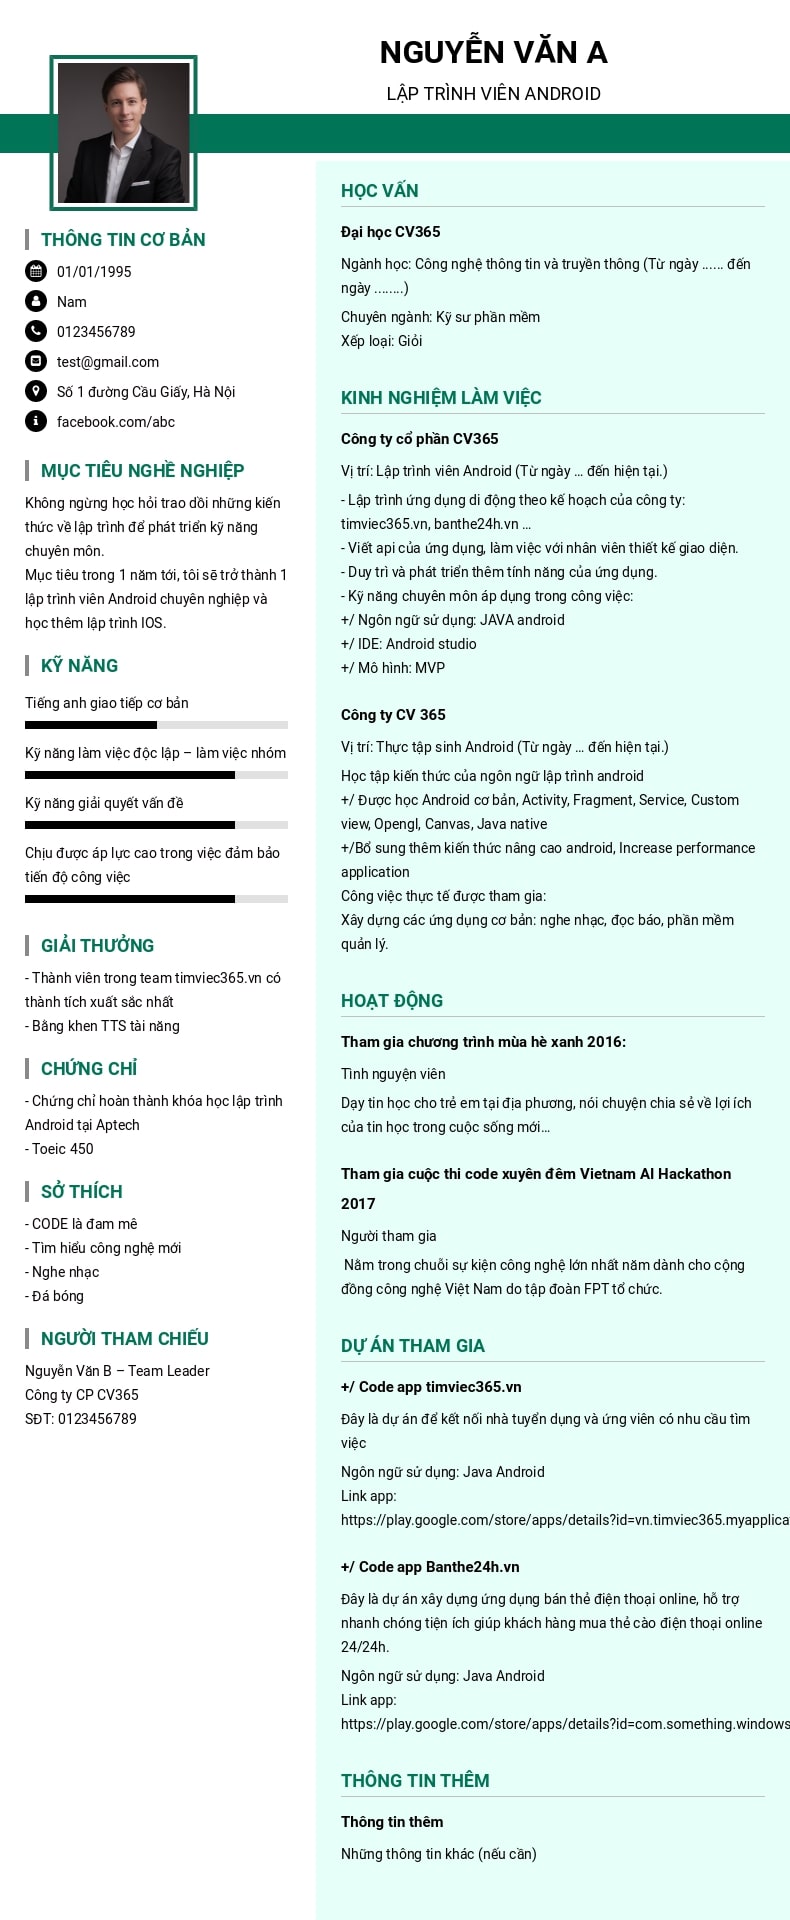 NGUYỄN VĂN A
LẬP TRÌNH VIÊN ANDROID
THÔNG TIN CƠ BẢN
01/01/1995
Nam
0123456789
test@gmail.com
Số 1 đường Cầu Giấy, Hà Nội
facebook.com/abc
MỤC TIÊU NGHỀ NGHIỆP
Không ngừng học hỏi trao dồi những kiến
thức về lập trình để phát triển kỹ năng
chuyên môn.
Mục tiêu trong 1 năm tới, tôi sẽ trở thành 1
lập trình viên Android chuyên nghiệp và
học thêm lập trình IOS.
KỸ NĂNG
Tiếng anh giao tiếp cơ bản
Kỹ năng làm việc độc lập – làm việc nhóm
Kỹ năng giải quyết vấn đề
Chịu được áp lực cao trong việc đảm bảo
tiến độ công việc
GIẢI THƯỞNG
- Thành viên trong team timviec365.vn có
thành tích xuất sắc nhất
- Bằng khen TTS tài năng
CHỨNG CHỈ
- Chứng chỉ hoàn thành khóa học lập trình
Android tại Aptech
- Toeic 450
SỞ THÍCH
- CODE là đam mê
- Tìm hiểu công nghệ mới
- Nghe nhạc
- Đá bóng
NGƯỜI THAM CHIẾU
Nguyễn Văn B – Team Leader
Công ty CP CV365
SĐT: 0123456789
HỌC VẤN
Đại học CV365
Ngành học: Công nghệ thông tin và truyền thông (Từ ngày ...... đến
ngày ........)
Chuyên ngành: Kỹ sư phần mềm
Xếp loại: Giỏi
KINH NGHIỆM LÀM VIỆC
Công ty cổ phần CV365
Vị trí: Lập trình viên Android (Từ ngày ... đến hiện tại.)
- Lập trình ứng dụng di động theo kế hoạch của công ty:
timviec365.vn, banthe24h.vn ...
- Viết api của ứng dụng, làm việc với nhân viên thiết kế giao diện.
- Duy trì và phát triển thêm tính năng của ứng dụng.
- Kỹ năng chuyên môn áp dụng trong công việc:
+/ Ngôn ngữ sử dụng: JAVA android
+/ IDE: Android studio
+/ Mô hình: MVP
Công ty CV 365
Vị trí: Thực tập sinh Android (Từ ngày ... đến hiện tại.)
Học tập kiến thức của ngôn ngữ lập trình android
+/ Được học Android cơ bản, Activity, Fragment, Service, Custom
view, Opengl, Canvas, Java native
+/Bổ sung thêm kiến thức nâng cao android, Increase performance
application
Công việc thực tế được tham gia:
Xây dựng các ứng dụng cơ bản: nghe nhạc, đọc báo, phần mềm
quản lý.
HOẠT ĐỘNG
Tham gia chương trình mùa hè xanh 2016:
Tình nguyện viên
Dạy tin học cho trẻ em tại địa phương, nói chuyện chia sẻ về lợi ích
của tin học trong cuộc sống mới...
Tham gia cuộc thi code xuyên đêm Vietnam AI Hackathon
2017
Người tham gia
Nằm trong chuỗi sự kiện công nghệ lớn nhất năm dành cho cộng
đồng công nghệ Việt Nam do tập đoàn FPT tổ chức.
DỰ ÁN THAM GIA
+/ Code app timviec365.vn
Đây là dự án để kết nối nhà tuyển dụng và ứng viên có nhu cầu tìm
việc
Ngôn ngữ sử dụng: Java Android
Link app:
https://play.google.com/store/apps/details?id=vn.timviec365.myapplica
+/ Code app Banthe24h.vn
Đây là dự án xây dựng ứng dụng bán thẻ điện thoại online, hỗ trợ
nhanh chóng tiện ích giúp khách hàng mua thẻ cào điện thoại online
24/24h.
Ngôn ngữ sử dụng: Java Android
Link app:
https://play.google.com/store/apps/details?id=com.something.windows
THÔNG TIN THÊM
Thông tin thêm
Những thông tin khác (nếu cần)